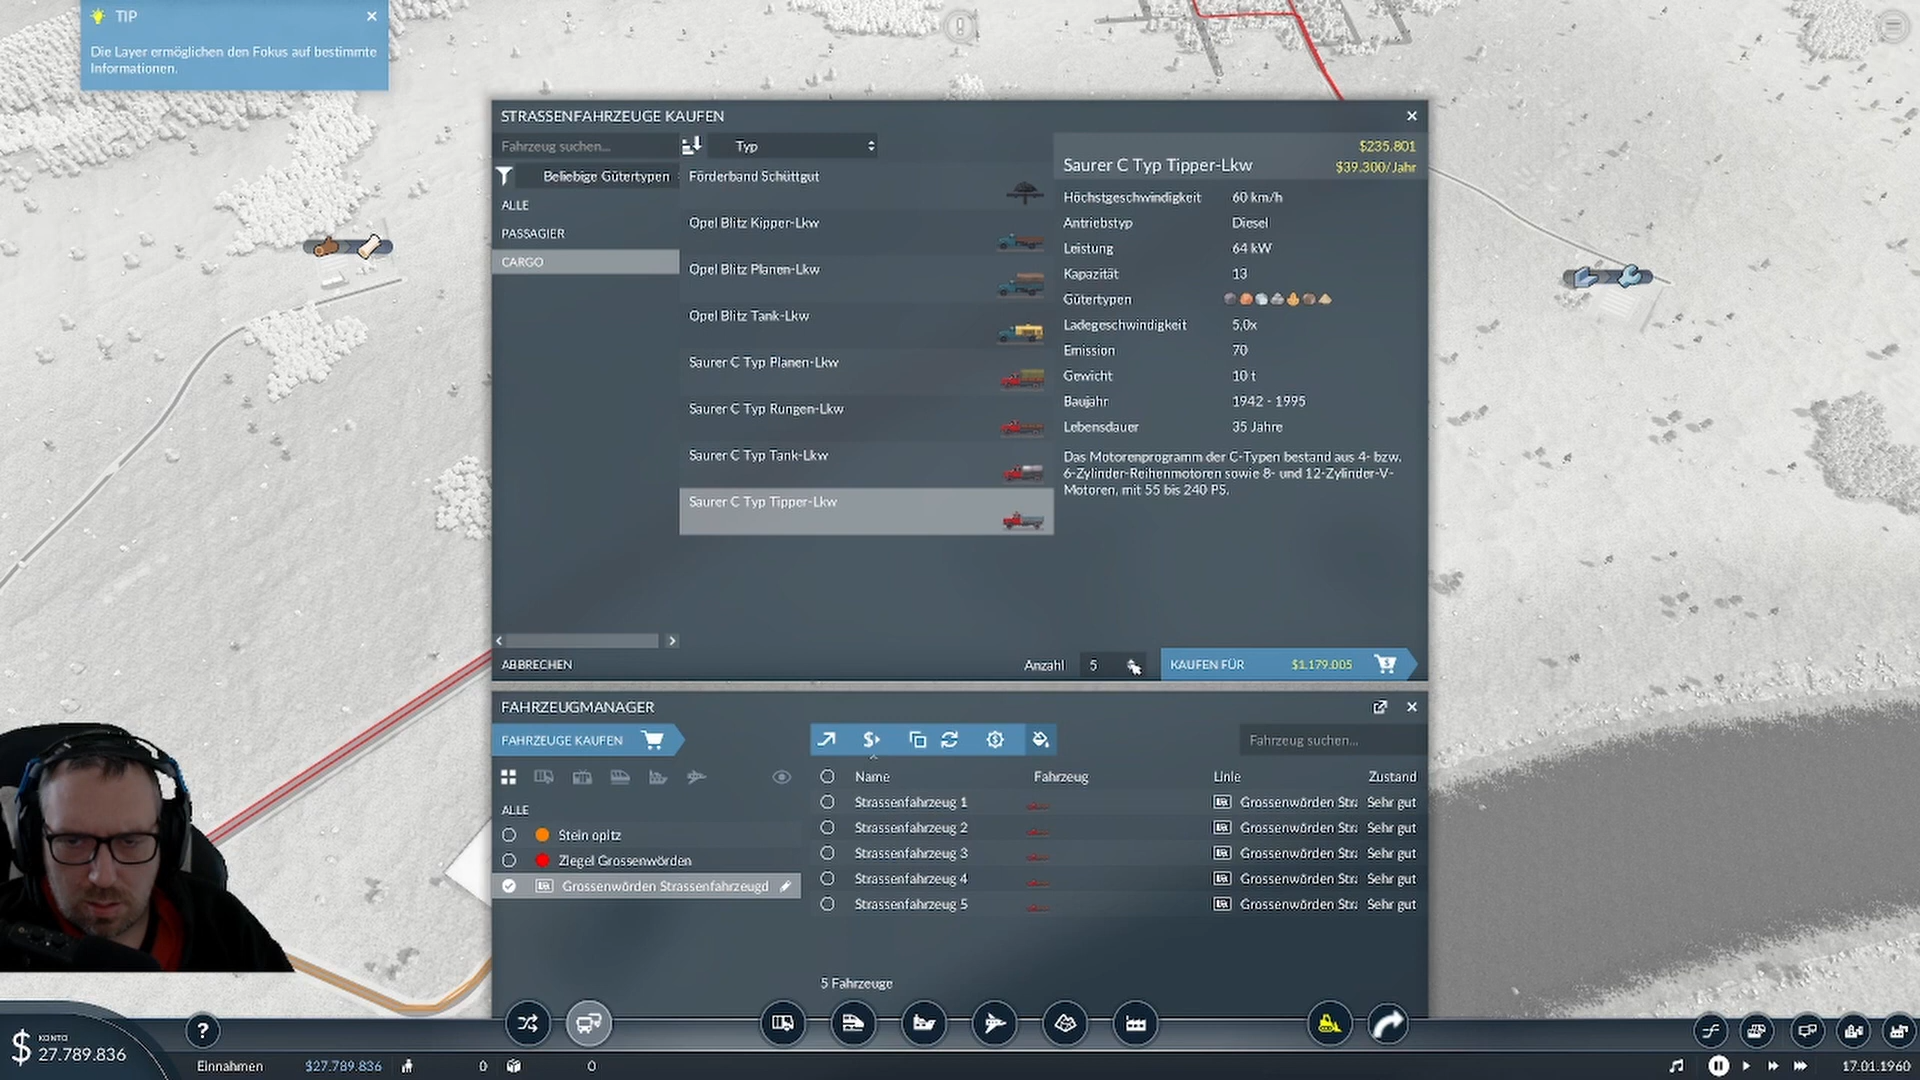 TIP
Die Layer ermöglichen den Fokus auf bestimmte
Informationen.
STRASSENFAHRZEUGE KAUFEN
Fahrzeug suchen...
Typ
Beliebige Gütertypen
ALLE
PASSAGIER
CARGO
Förderband Schüttgut
Opel Blitz Kipper-Lkw
Opel Blitz Planen-Lkw
Opel Blitz Tank-Lkw
Saurer C Typ Planen-Lkw
Saurer C Typ Rungen-Lkw
Saurer C Typ Tank-Lkw
Saurer C Typ Tipper-Lkw
$235.801
Saurer C Typ Tipper-Lkw
$39.300/Jahr
Höchstgeschwindigkeit 60 km/h
Antriebstyp Diesel
Leistung 64 kW
Kapazität 13
Gütertypen
Ladegeschwindigkeit 5,0x
Emission 70
Gewicht 10 t
Baujahr 1942 - 1995
Lebensdauer 35 Jahre
Das Motorenprogramm der C-Typen bestand aus 4- bzw.
6-Zylinder-Reihenmotoren sowie 8- und 12-Zylinder-V-
Motoren, mit 55 bis 240 PS.
ABBRECHEN
Anzahl 5
KAUFEN FÜR $1.179.005
FAHRZEUGMANAGER
FAHRZEUGE KAUFEN
Fahrzeug suchen...
ALLE
Stein opitz
Ziegel Grossenwörden
Grossenwörden Strassenfahrzeugd
Name Fahrzeug Linie Zustand
Strassenfahrzeug 1 Grossenwörden Stra Sehr gut
Strassenfahrzeug 2 Grossenwörden Stra Sehr gut
Strassenfahrzeug 3 Grossenwörden Stra Sehr gut
Strassenfahrzeug 4 Grossenwörden Stra Sehr gut
Strassenfahrzeug 5 Grossenwörden Stra Sehr gut
5 Fahrzeuge
KONTO
$ 27.789.836
?
Einnahmen $27.789.836 0 0
17.01.1960